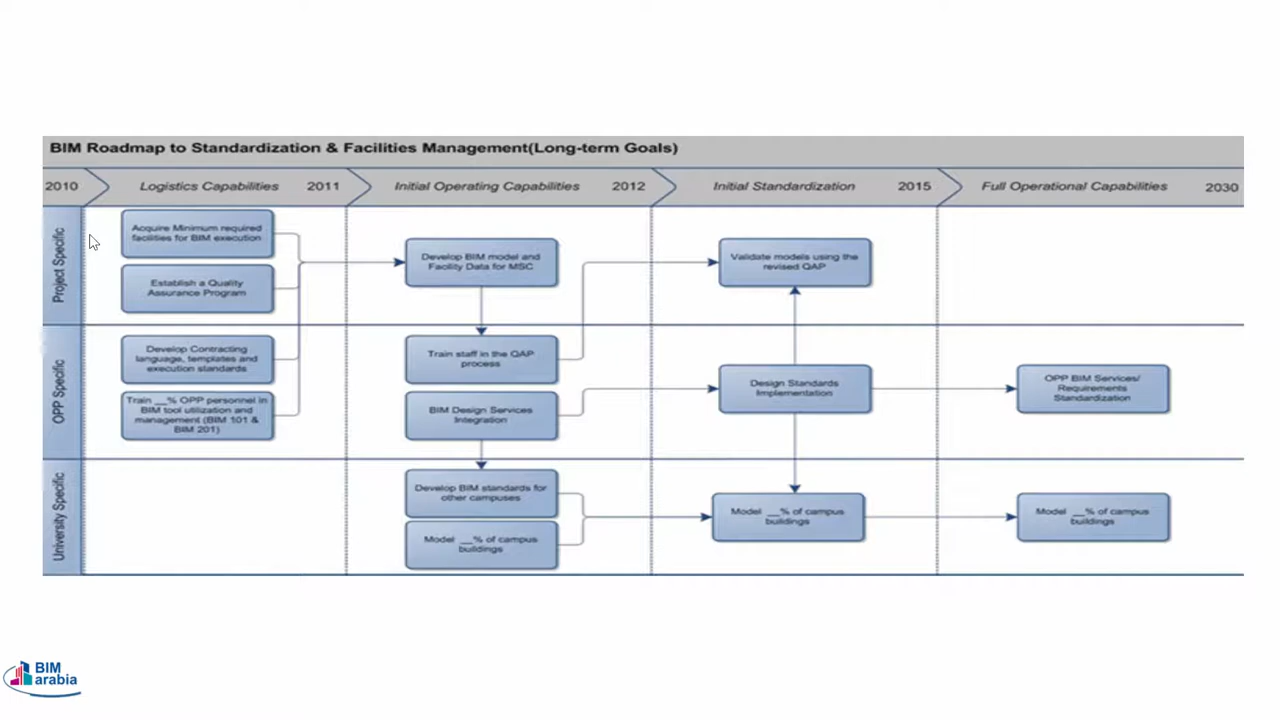 BIM Roadmap to Standardization & Facilities Management(Long-term Goals)
2010 Logistics Capabilities 2011 Initial Operating Capabilities 2012 Initial Standardization 2015 Full Operational Capabilities 2030
Project Specific
Acquire Minimum required
facilities for BIM execution
Establish a Quality
Assurance Program
Develop BIM model and
Facility Data for MSC
Validate models using the
revised QAP
OPP Specific
Develop Contracting
language, templates and
execution standards
Train __% OPP personnel in
BIM tool utilization and
management (BIM 101 &
BIM 201)
Train staff in the QAP
process
BIM Design Services
Integration
Design Standards
Implementation
OPP BIM Services/
Requirements
Standardization
University Specific
Develop BIM standards for
other campuses
Model __% of campus
buildings
Model __% of campus
buildings
Model __% of campus
buildings
BIM
arabia